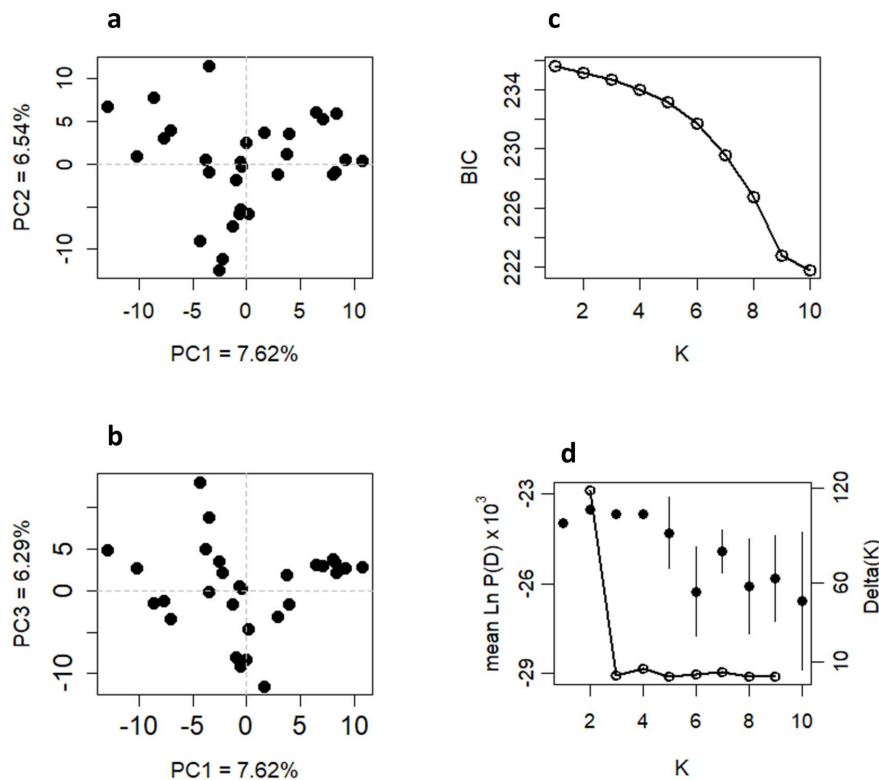 a
PC2 = 6.54%
10
5
0
-10
-10 -5 0 5 10
PC1 = 7.62%
c
BIC
234
230
226
222
2 4 6 8 10
K
b
PC3 = 6.29%
5
0
-10
-10 -5 0 5 10
PC1 = 7.62%
d
mean Ln P(D) x10³
-23
-26
-29
120
60
10
Delta(K)
2 4 6 8 10
K